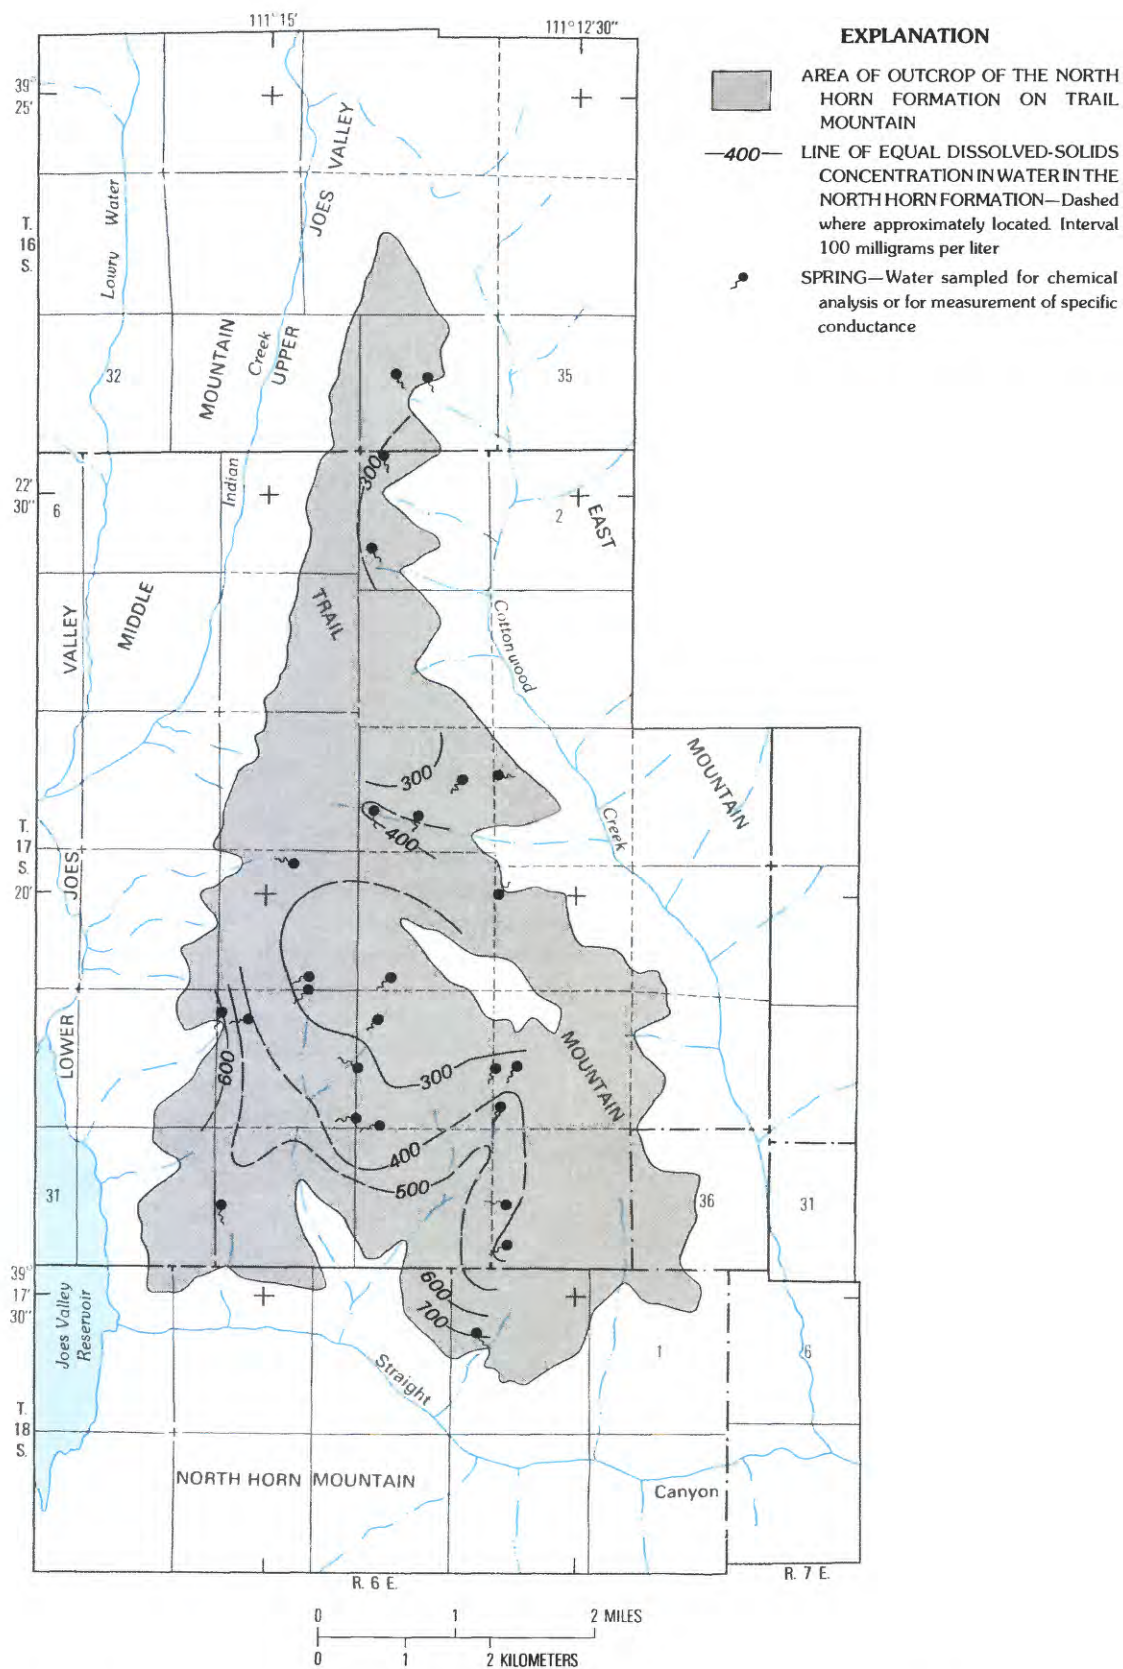 111°15'
111°12'30"
EXPLANATION
AREA OF OUTCROP OF THE NORTH
HORN FORMATION ON TRAIL
MOUNTAIN
—400— LINE OF EQUAL DISSOLVED-SOLIDS
CONCENTRATION IN WATER IN THE
NORTH HORN FORMATION—Dashed
where approximately located. Interval
100 milligrams per liter
SPRING—Water sampled for chemical
analysis or for measurement of specific
conductance
39°
25'
T.
16
S.
Lowry Water
UPPER JOES VALLEY
Indian Creek
32
35
MIDDLE MOUNTAIN
22'
30"
6
2
300
EAST MOUNTAIN
TRAIL MOUNTAIN
Cottonwood Creek
LOWER JOES VALLEY
300
400
T.
17
S.
20'
600
300
400
500
31
36
31
39°
17'
30"
600
700
Joes Valley
Reservoir
1
6
Straight Canyon
T.
18
S.
NORTH HORN MOUNTAIN
R. 6 E.
R. 7 E.
0 1 2 MILES
0 1 2 KILOMETERS